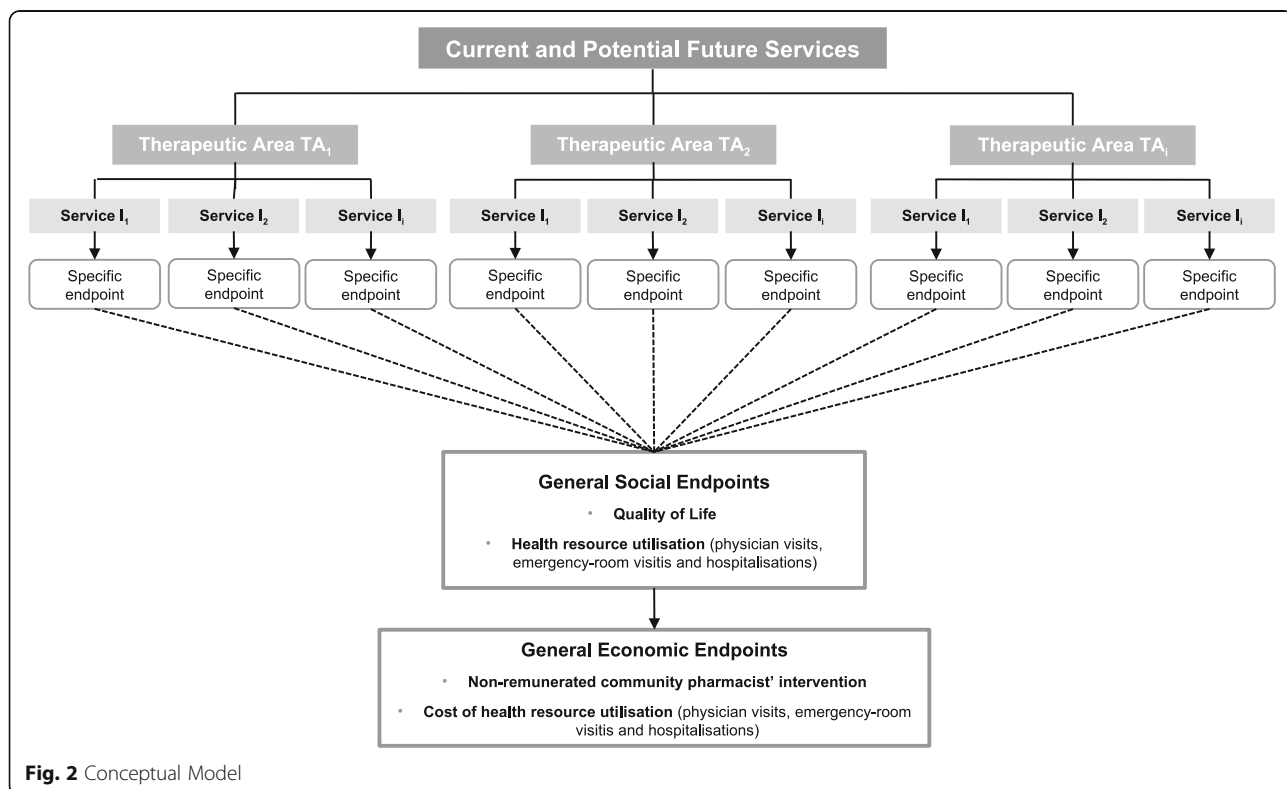 Current and Potential Future Services
Therapeutic Area TA₁
Therapeutic Area TA₂
Therapeutic Area TAᵢ
Service I₁
Service I₂
Service Iᵢ
Service I₁
Service I₂
Service Iᵢ
Service I₁
Service I₂
Service Iᵢ
Specific
endpoint
Specific
endpoint
Specific
endpoint
Specific
endpoint
Specific
endpoint
Specific
endpoint
Specific
endpoint
Specific
endpoint
Specific
endpoint
General Social Endpoints
• Quality of Life
• Health resource utilisation (physician visits,
emergency-room visitis and hospitalisations)
General Economic Endpoints
• Non-remunerated community pharmacist' intervention
• Cost of health resource utilisation (physician visits, emergency-room
visitis and hospitalisations)
Fig. 2 Conceptual Model